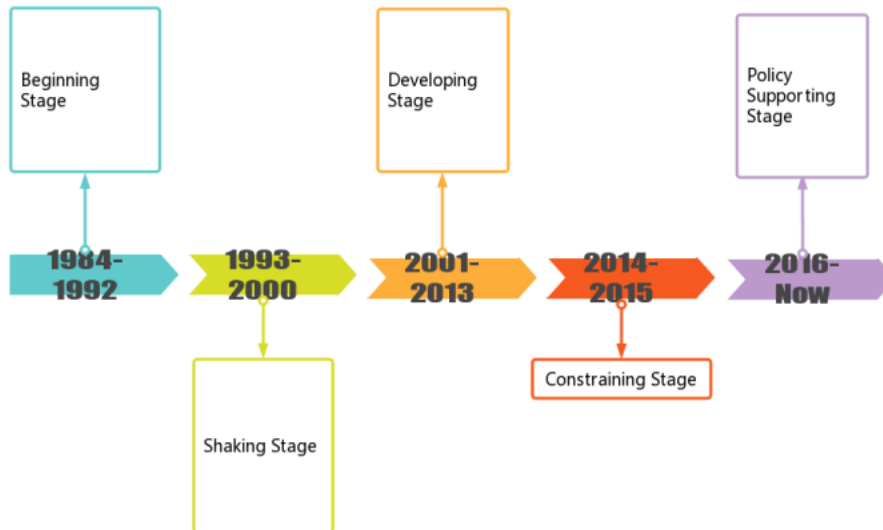 Beginning
Stage
Developing
Stage
Policy
Supporting
Stage
1984-
1992
1993-
2000
2001-
2013
2014-
2015
2016-
Now
Shaking Stage
Constraining Stage